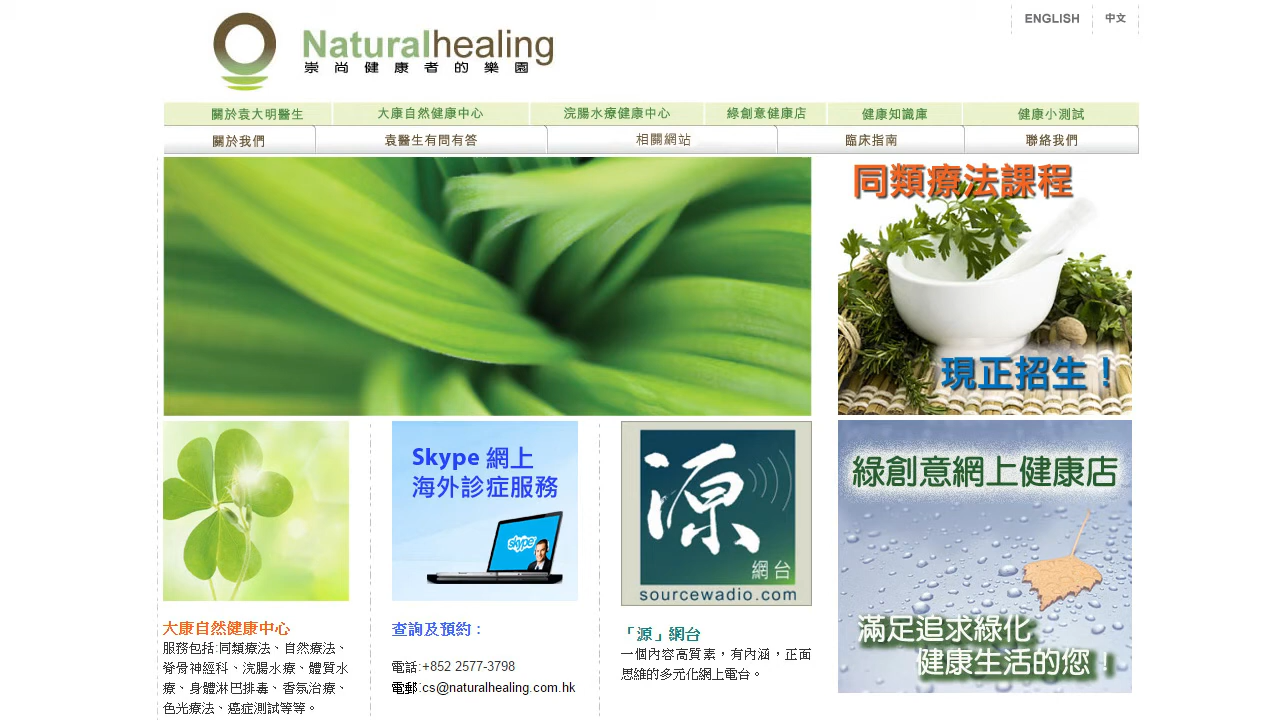 ENGLISH 中文
Naturalhealing
崇尚健康者的樂園
關於袁大明醫生 大康自然健康中心 浣腸水療健康中心 綠創意健康店 健康知識庫 健康小測試
關於我們 袁醫生有問有答 相關網站 臨床指南 聯絡我們
同類療法課程
現正招生！
Skype 網上
海外診症服務
skype
源
網台
sourcewadio.com
綠創意網上健康店
滿足追求綠化
健康生活的您！
大康自然健康中心
服務包括:同類療法、自然療法、
脊骨神經科、浣腸水療、體質水
療、身體淋巴排毒、香氛治療、
色光療法、癌症測試等等。
查詢及預約：
電話:+852 2577-3798
電郵:cs@naturalhealing.com.hk
「源」網台
一個內容高質素，有內涵，正面
思維的多元化網上電台。